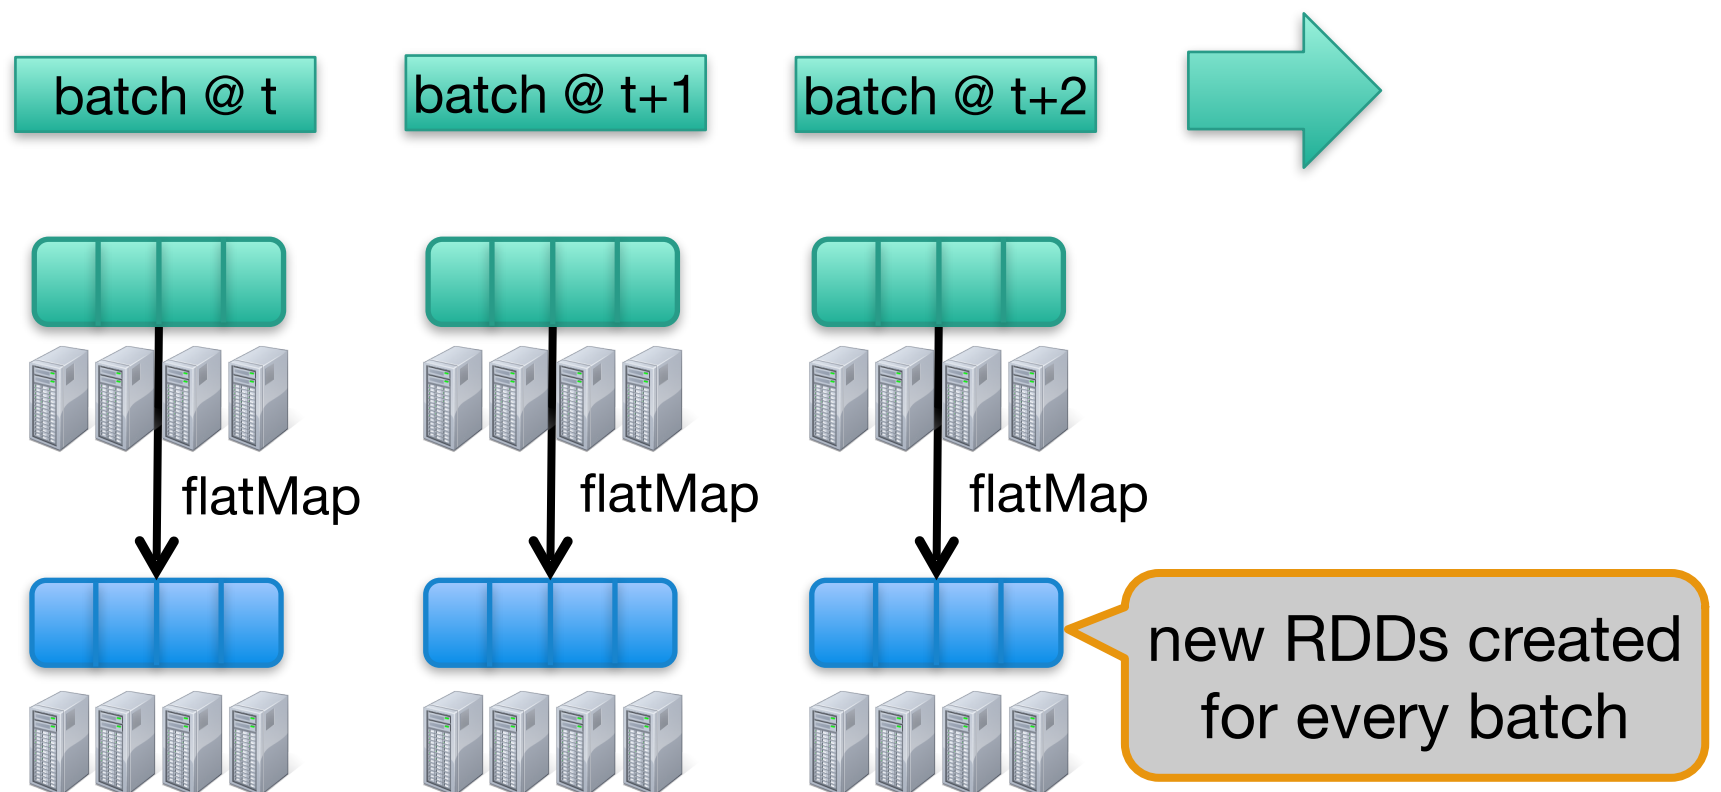 batch @ t
batch @ t+1
batch @ t+2
flatMap
flatMap
flatMap
new RDDs created
for every batch